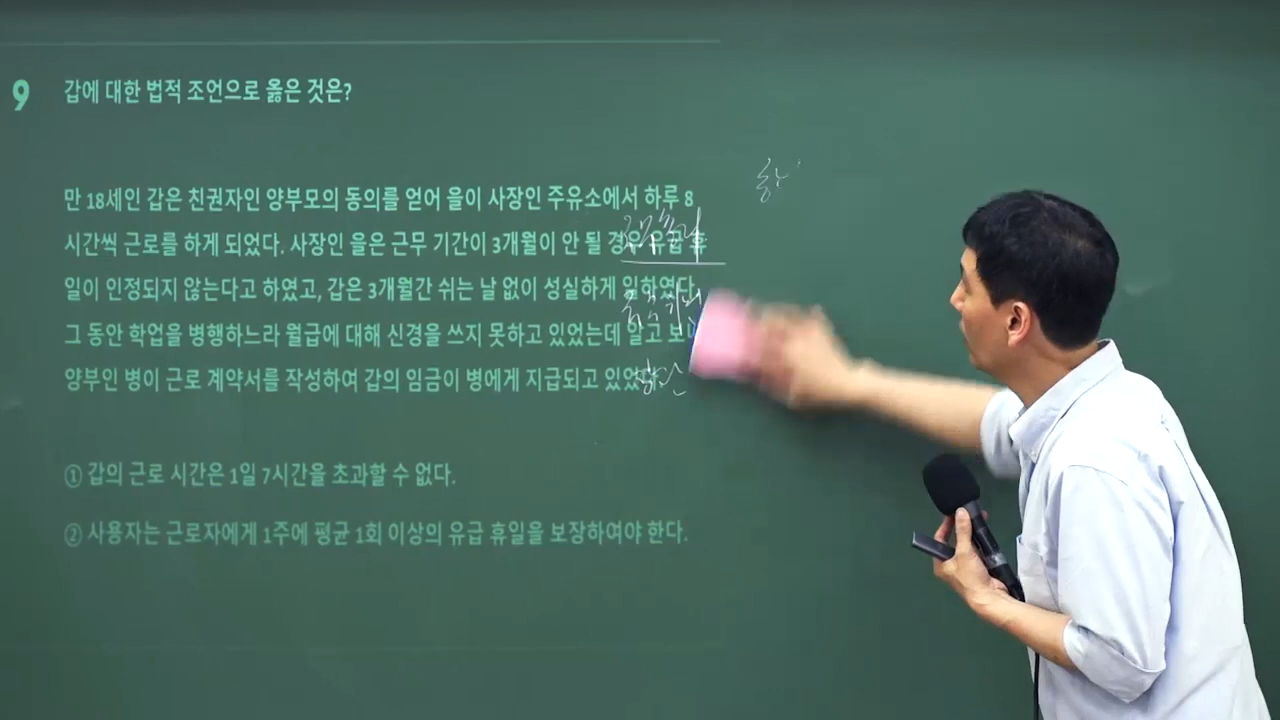 9 갑에 대한 법적 조언으로 옳은 것은?
만 18세인 갑은 친권자인 양부모의 동의를 얻어 을이 사장인 주유소에서 하루 8
시간씩 근로를 하게 되었다. 사장인 을은 근무 기간이 3개월이 안 될 경우 유급 휴
일이 인정되지 않는다고 하였고, 갑은 3개월간 쉬는 날 없이 성실하게 일하였다.
그 동안 학업을 병행하느라 월급에 대해 신경을 쓰지 못하고 있었는데 알고 보니
양부인 병이 근로 계약서를 작성하여 갑의 임금이 병에게 지급되고 있었
① 갑의 근로 시간은 1일 7시간을 초과할 수 없다.
② 사용자는 근로자에게 1주에 평균 1회 이상의 유급 휴일을 보장하여야 한다.